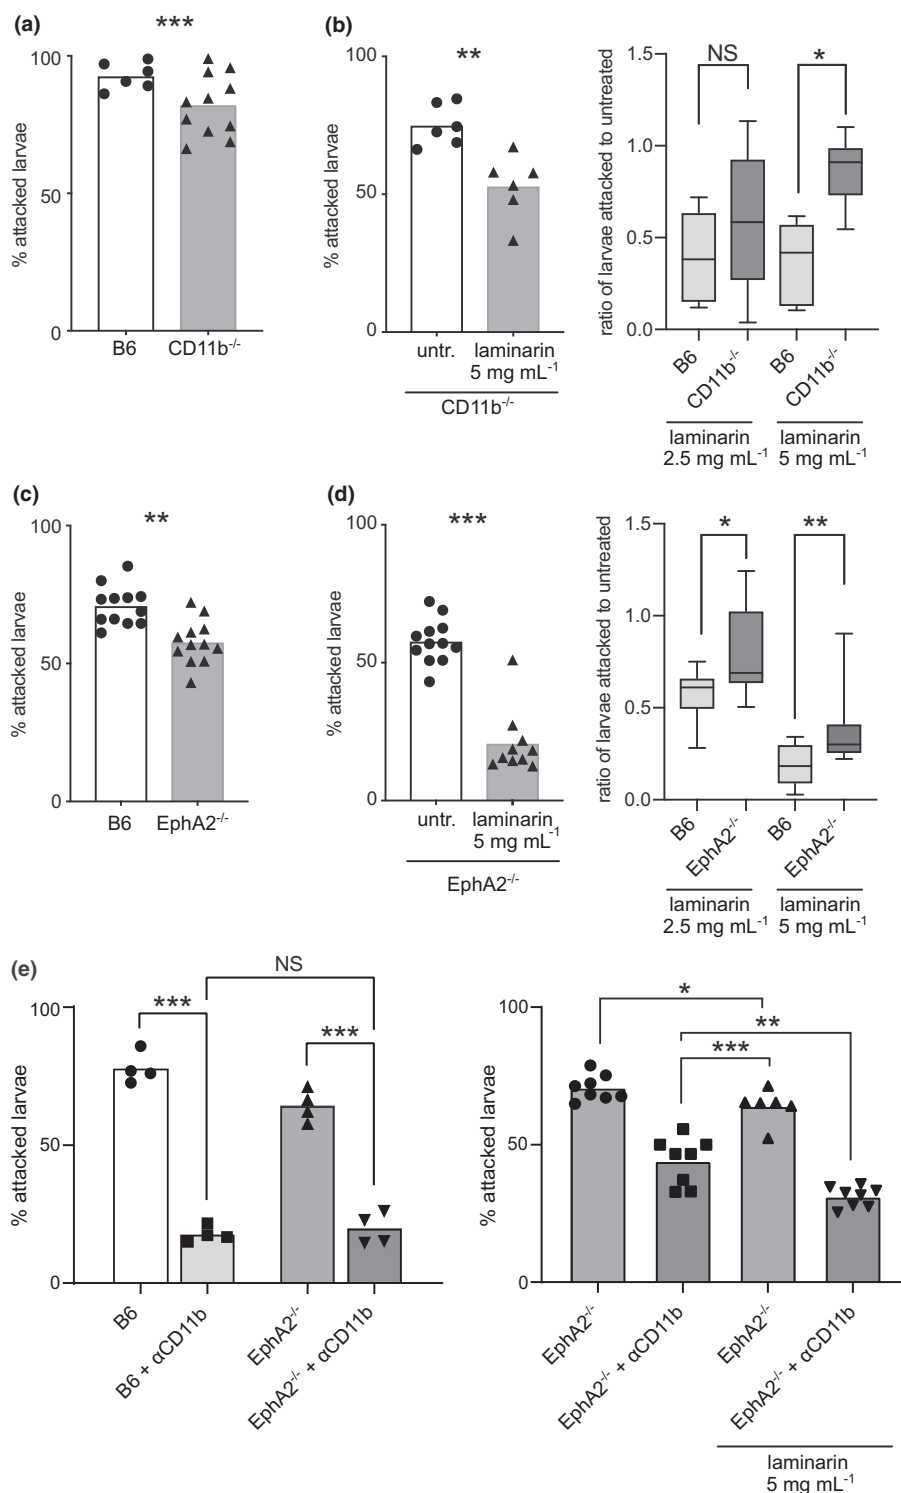 (a)
***
% attacked larvae
100
50
0
B6 CD11b-/-
(b)
**
% attacked larvae
100
50
0
untr. laminarin
5 mg mL-1
CD11b-/-
ratio of larvae attacked to untreated
1.5
1.0
0.5
0.0
NS *
B6 CD11b-/- B6 CD11b-/-
laminarin laminarin
2.5 mg mL-1 5 mg mL-1
(c)
**
% attacked larvae
100
50
0
B6 EphA2-/-
(d)
***
% attacked larvae
100
50
0
untr. laminarin
5 mg mL-1
EphA2-/-
ratio of larvae attacked to untreated
1.5
1.0
0.5
0.0
* **
B6 EphA2-/- B6 EphA2-/-
laminarin laminarin
2.5 mg mL-1 5 mg mL-1
(e)
NS
*** ***
% attacked larvae
100
50
0
B6 B6 + αCD11b EphA2-/- EphA2-/- + αCD11b
*
**
***
% attacked larvae
100
50
0
EphA2-/- EphA2-/- + αCD11b EphA2-/- EphA2-/- + αCD11b
laminarin
5 mg mL-1